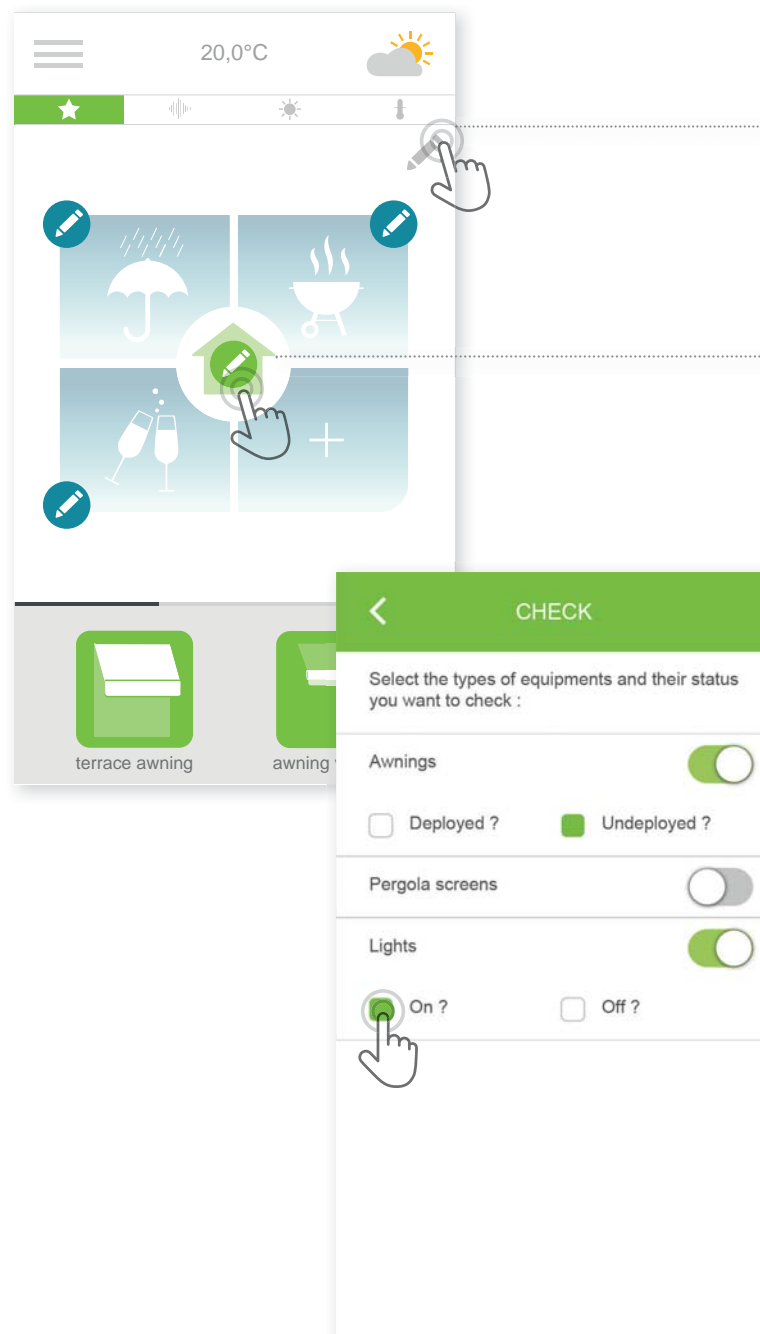 20,0°C
terrace awning
awning
CHECK
Select the types of equipments and their status
you want to check :
Awnings
Deployed ?
Undeployed ?
Pergola screens
Lights
On ?
Off ?